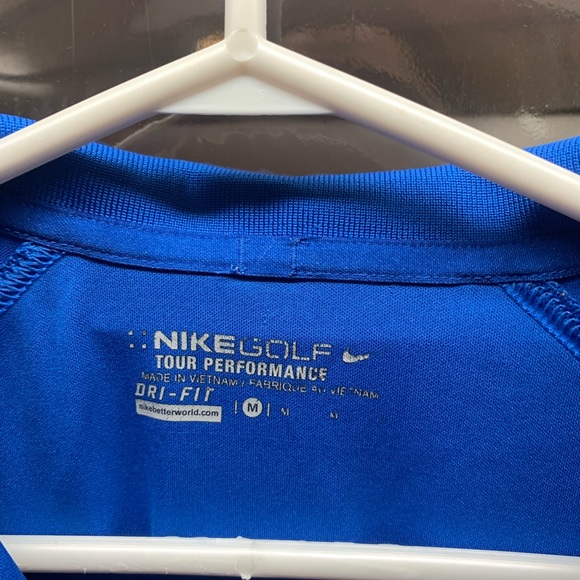 NIKEGOLF
TOUR PERFORMANCE
MADE IN VIETNAM / FABRIQUE AU VIETNAM
DRI-FIT
nikebetterworld.com | M | M M